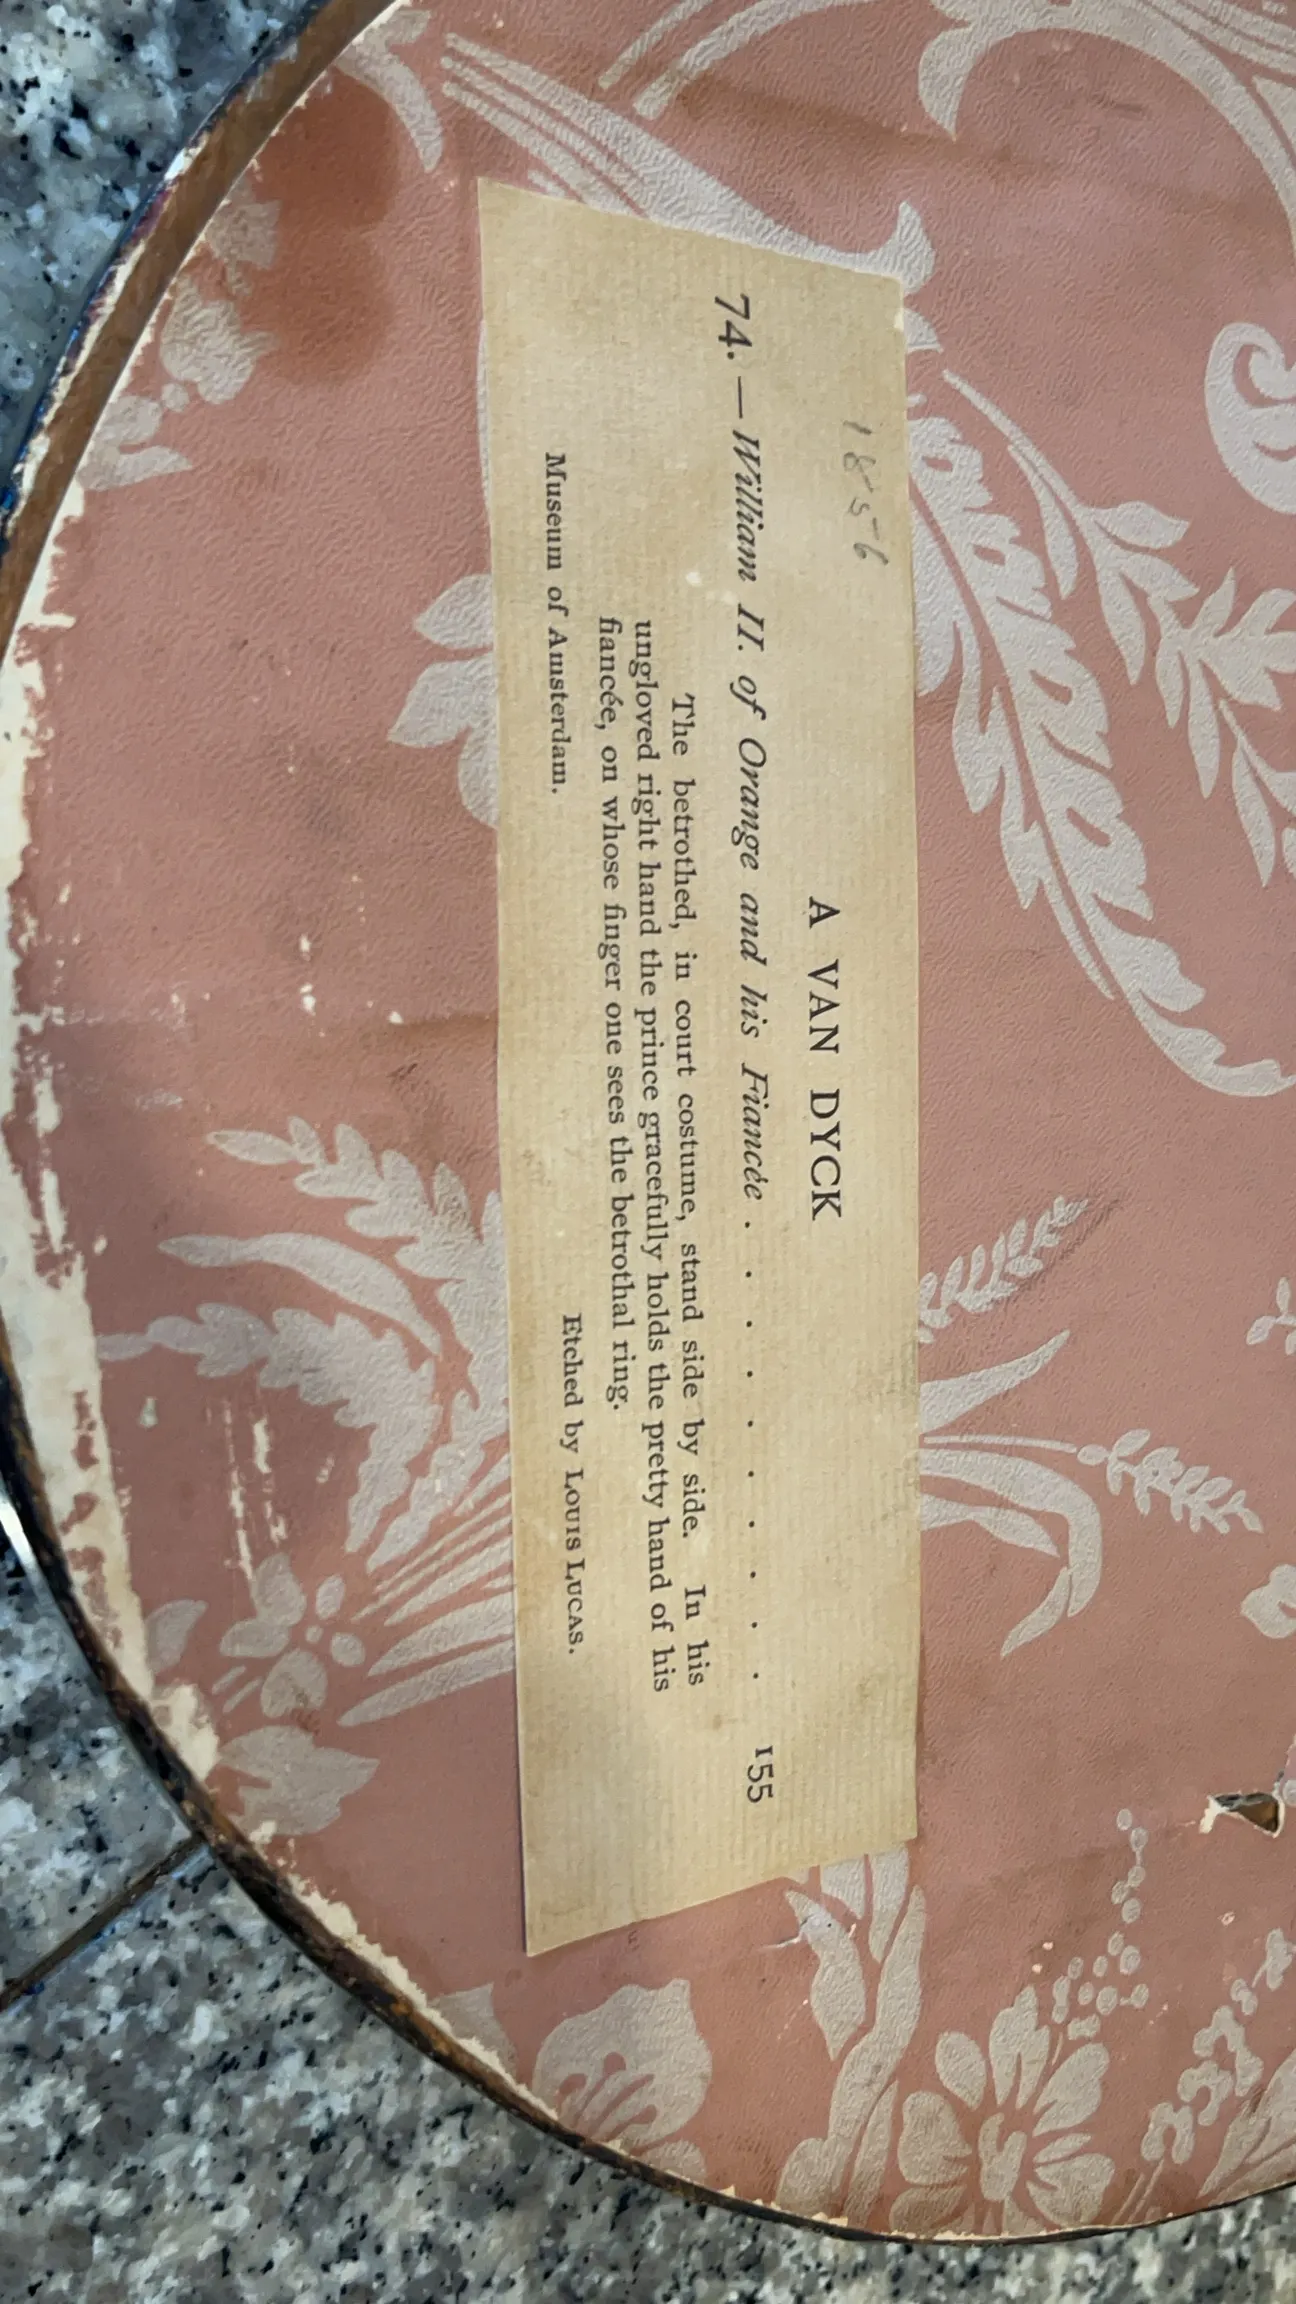 1856
A VAN DYCK
74. — William II. of Orange and his Fiancée . . . . . . . . . . 155
The betrothed, in court costume, stand side by side. In his
ungloved right hand the prince gracefully holds the pretty hand of his
fiancée, on whose finger one sees the betrothal ring.
Museum of Amsterdam. Etched by LOUIS LUCAS.